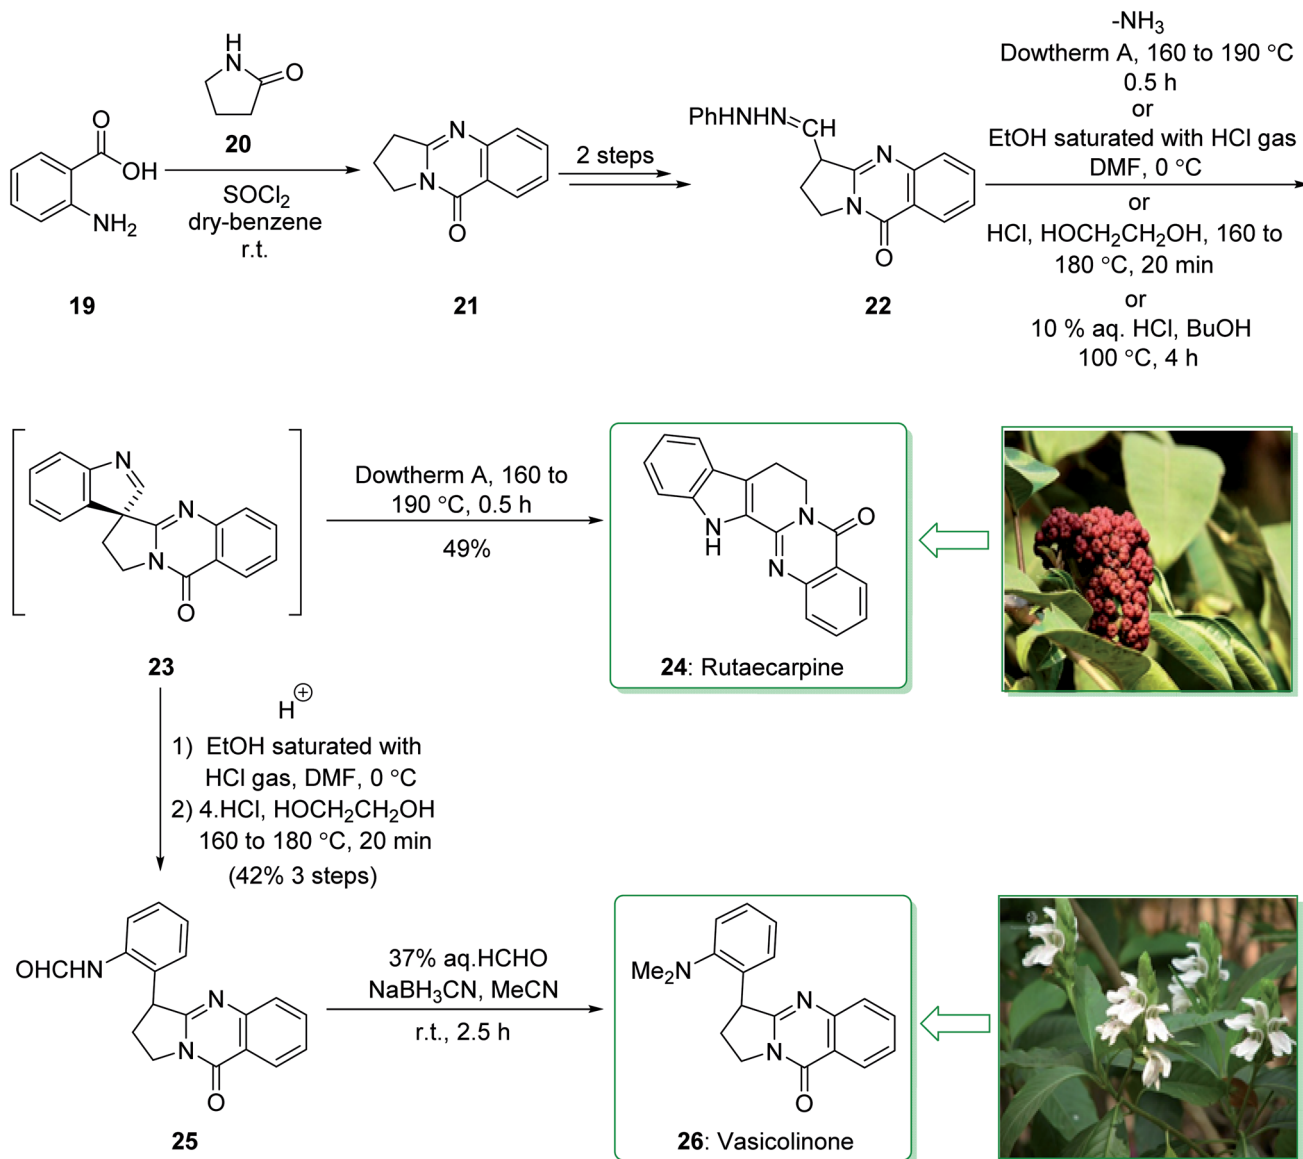 H
N
O
20
O
OH
NH₂
19
SOCl₂
dry-benzene
r.t.
N
N
O
21
2 steps
PhHNHN
CH
N
N
O
22
-NH₃
Dowtherm A, 160 to 190 °C
0.5 h
or
EtOH saturated with HCl gas
DMF, 0 °C
or
HCl, HOCH₂CH₂OH, 160 to
180 °C, 20 min
or
10 % aq. HCl, BuOH
100 °C, 4 h
N
N
N
O
23
Dowtherm A, 160 to
190 °C, 0.5 h
49%
N
H
N
O
N
24: Rutaecarpine
H⊕
1) EtOH saturated with
HCl gas, DMF, 0 °C
2) 4.HCl, HOCH₂CH₂OH
160 to 180 °C, 20 min
(42% 3 steps)
OHCHN
N
N
O
25
37% aq.HCHO
NaBH₃CN, MeCN
r.t., 2.5 h
Me₂N
N
N
O
26: Vasicolinone